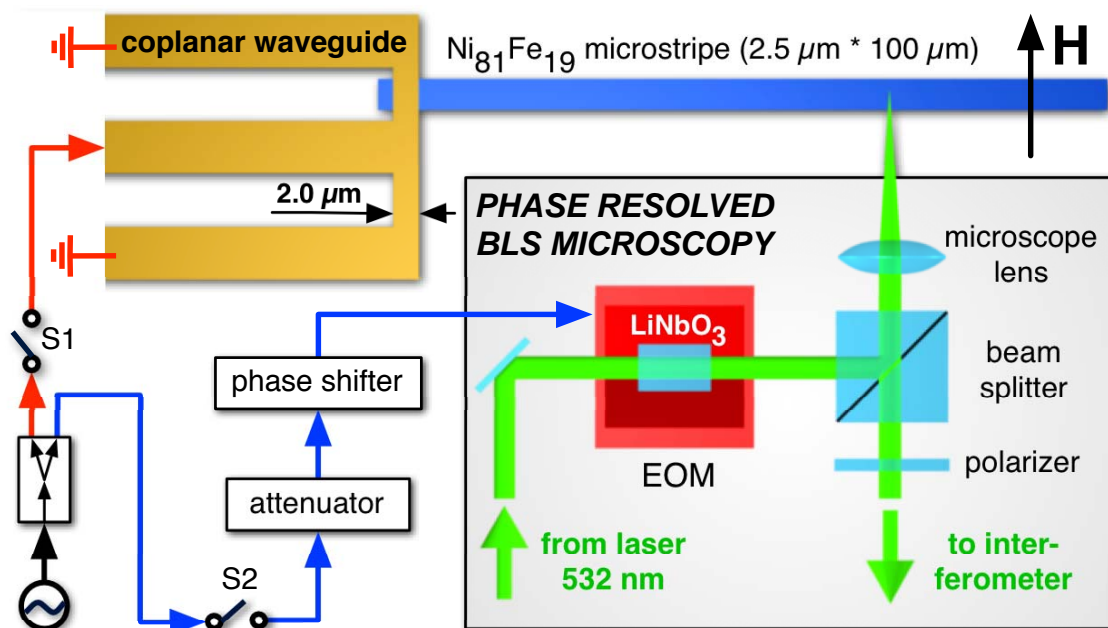 coplanar waveguide
Ni81Fe19 microstripe (2.5 µm * 100 µm)
H
2.0 µm
PHASE RESOLVED
BLS MICROSCOPY
microscope
lens
S1
LiNbO3
phase shifter
beam
splitter
EOM
polarizer
attenuator
from laser
532 nm
to inter-
ferometer
S2